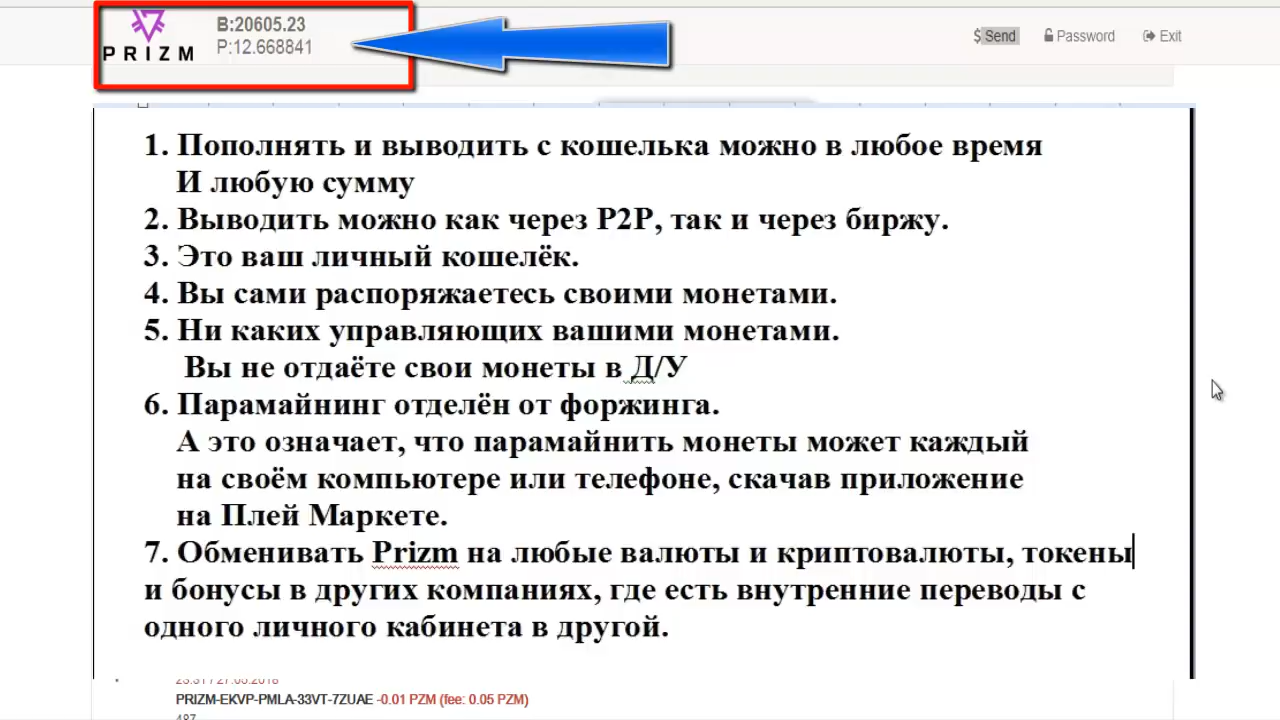 B:20605.23
PRIZM
P:12.668841
$Send
Password
Exit
1. Пополнять и выводить с кошелька можно в любое время
И любую сумму
2. Выводить можно как через P2P, так и через биржу.
3. Это ваш личный кошелёк.
4. Вы сами распоряжаетесь своими монетами.
5. Ни каких управляющих вашими монетами.
Вы не отдаёте свои монеты в Д/У
6. Парамайнинг отделён от форжинга.
А это означает, что парамайнить монеты может каждый
на своём компьютере или телефоне, скачав приложение
на Плей Маркете.
7. Обменивать Prizm на любые валюты и криптовалюты, токены
и бонусы в других компаниях, где есть внутренние переводы с
одного личного кабинета в другой.
PRIZM-EKVP-PMLA-33VT-7ZUAE -0.01 PZM (fee: 0.05 PZM)